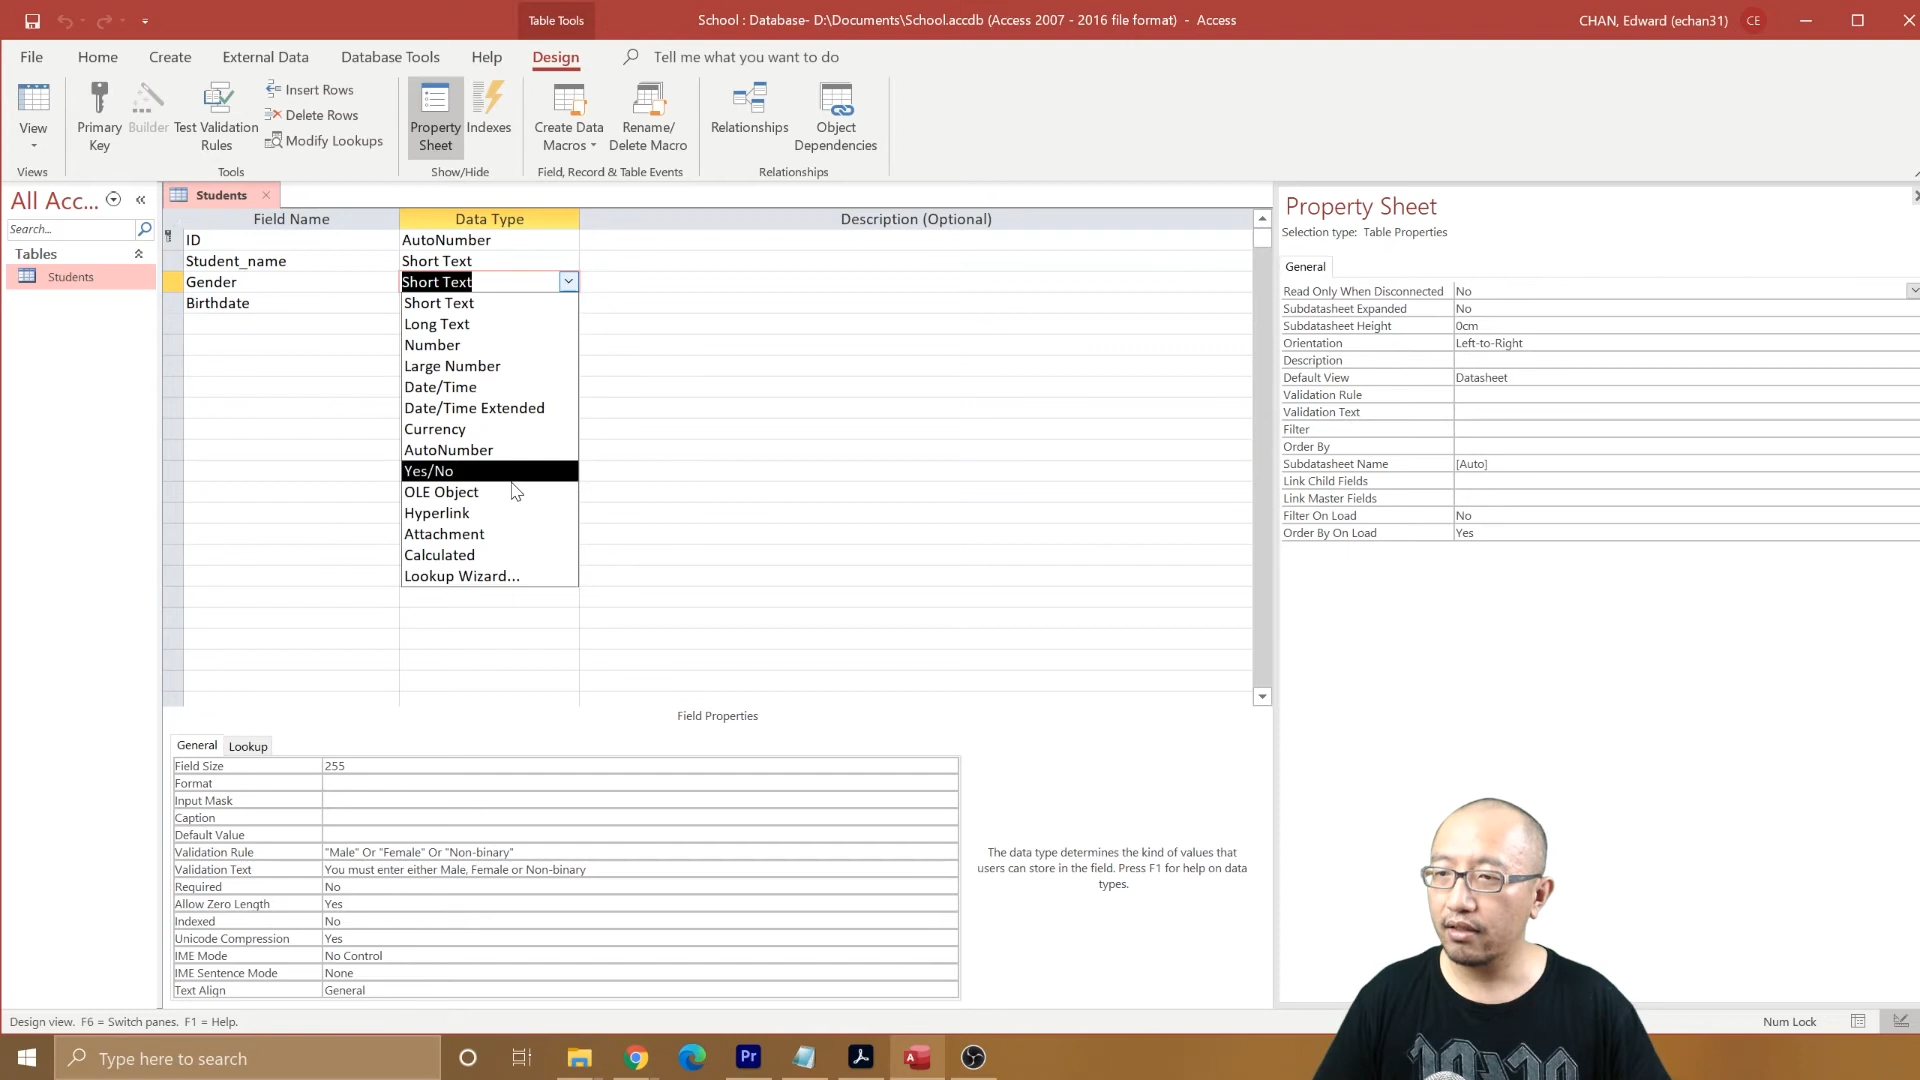 Table Tools
School : Database- D:\Documents\School.accdb (Access 2007 - 2016 file format) - Access
CHAN, Edward (echan31)
CE
File
Home
Create
External Data
Database Tools
Help
Design
Tell me what you want to do
View
Primary Key
Builder
Test Validation Rules
Insert Rows
Delete Rows
Modify Lookups
Property Sheet
Indexes
Create Data Macros
Rename/ Delete Macro
Relationships
Object Dependencies
Views
Tools
Show/Hide
Field, Record & Table Events
Relationships
All Acc...
Search...
Tables
Students
Students
Field Name
Data Type
Description (Optional)
ID
AutoNumber
Student_name
Short Text
Gender
Short Text
Birthdate
Short Text
Long Text
Number
Large Number
Date/Time
Date/Time Extended
Currency
AutoNumber
Yes/No
OLE Object
Hyperlink
Attachment
Calculated
Lookup Wizard...
Field Properties
General
Lookup
Field Size
255
Format
Input Mask
Caption
Default Value
Validation Rule
"Male" Or "Female" Or "Non-binary"
Validation Text
You must enter either Male, Female or Non-binary
Required
No
Allow Zero Length
Yes
Indexed
No
Unicode Compression
Yes
IME Mode
No Control
IME Sentence Mode
None
Text Align
General
The data type determines the kind of values that
users can store in the field. Press F1 for help on data
types.
Property Sheet
Selection type: Table Properties
General
Read Only When Disconnected
No
Subdatasheet Expanded
No
Subdatasheet Height
0cm
Orientation
Left-to-Right
Description
Default View
Datasheet
Validation Rule
Validation Text
Filter
Order By
Subdatasheet Name
[Auto]
Link Child Fields
Link Master Fields
Filter On Load
No
Order By On Load
Yes
Design view. F6 = Switch panes. F1 = Help.
Num Lock
Type here to search
Pr